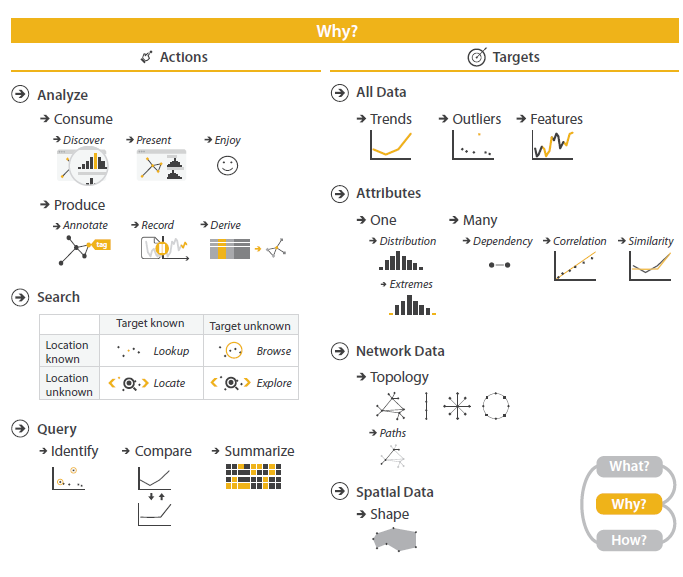 Why?
Actions
Targets
Analyze
Consume
Discover
Present
Enjoy
Produce
Annotate
tag
Record
Derive
Search
Target known
Target unknown
Location
known
Lookup
Browse
Location
unknown
Locate
Explore
Query
Identify
Compare
Summarize
All Data
Trends
Outliers
Features
Attributes
One
Many
Distribution
Dependency
Correlation
Similarity
Extremes
Network Data
Topology
Paths
Spatial Data
Shape
What?
Why?
How?